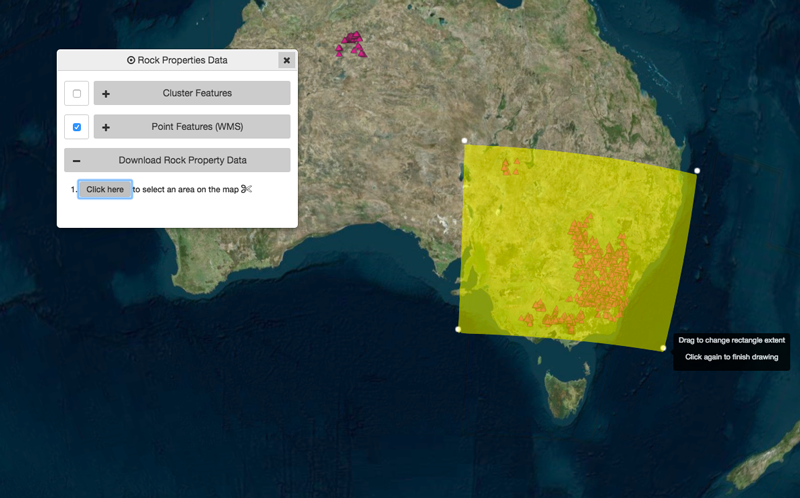 Rock Properties Data
Cluster Features
Point Features (WMS)
Download Rock Property Data
1. Click here to select an area on the map
Drag to change rectangle extent
Click again to finish drawing